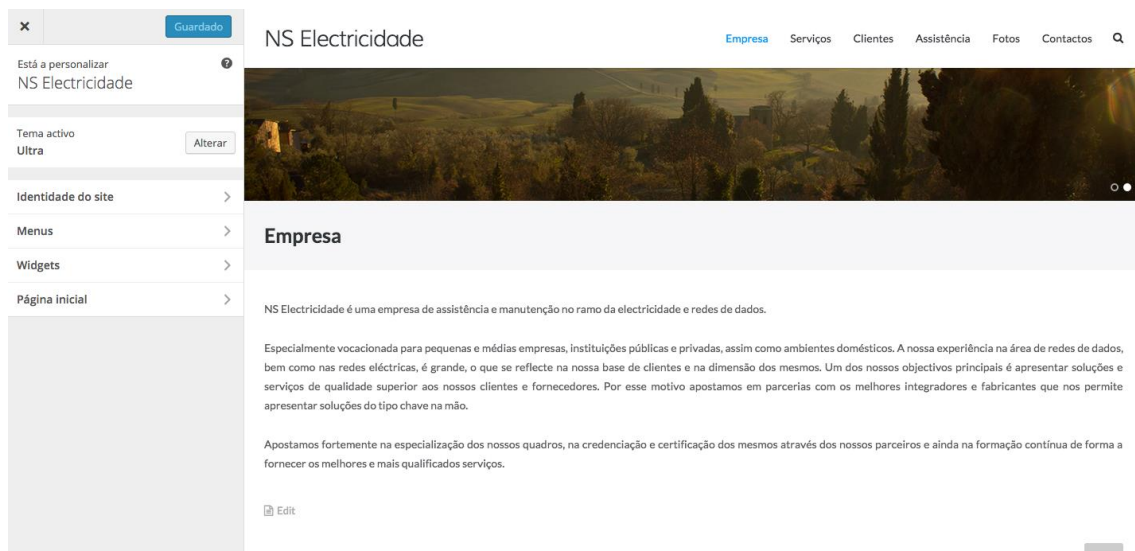 Guardado
Está a personalizar
NS Electricidade
Tema activo
Ultra
Alterar
Identidade do site
Menus
Widgets
Página inicial
NS Electricidade
Empresa Serviços Clientes Assistência Fotos Contactos
Empresa
NS Electricidade é uma empresa de assistência e manutenção no ramo da electricidade e redes de dados.
Especialmente vocacionada para pequenas e médias empresas, instituições públicas e privadas, assim como ambientes domésticos. A nossa experiência na área de redes de dados,
bem como nas redes eléctricas, é grande, o que se reflecte na nossa base de clientes e na dimensão dos mesmos. Um dos nossos objectivos principais é apresentar soluções e
serviços de qualidade superior aos nossos clientes e fornecedores. Por esse motivo apostamos em parcerias com os melhores integradores e fabricantes que nos permite
apresentar soluções do tipo chave na mão.
Apostamos fortemente na especialização dos nossos quadros, na credenciação e certificação dos mesmos através dos nossos parceiros e ainda na formação contínua de forma a
fornecer os melhores e mais qualificados serviços.
Edit